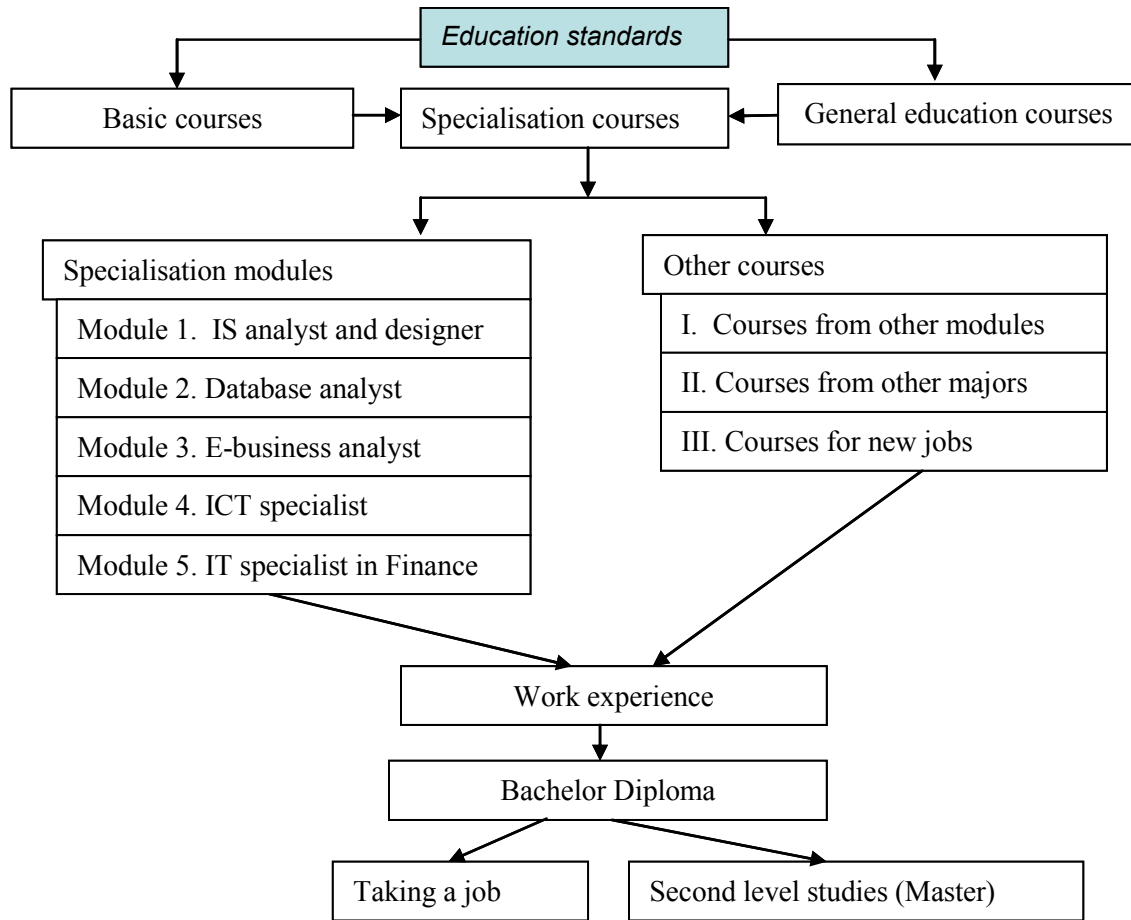 Education standards
Basic courses
Specialisation courses
General education courses
Specialisation modules
Module 1. IS analyst and designer
Module 2. Database analyst
Module 3. E-business analyst
Module 4. ICT specialist
Module 5. IT specialist in Finance
Other courses
I. Courses from other modules
II. Courses from other majors
III. Courses for new jobs
Work experience
Bachelor Diploma
Taking a job
Second level studies (Master)